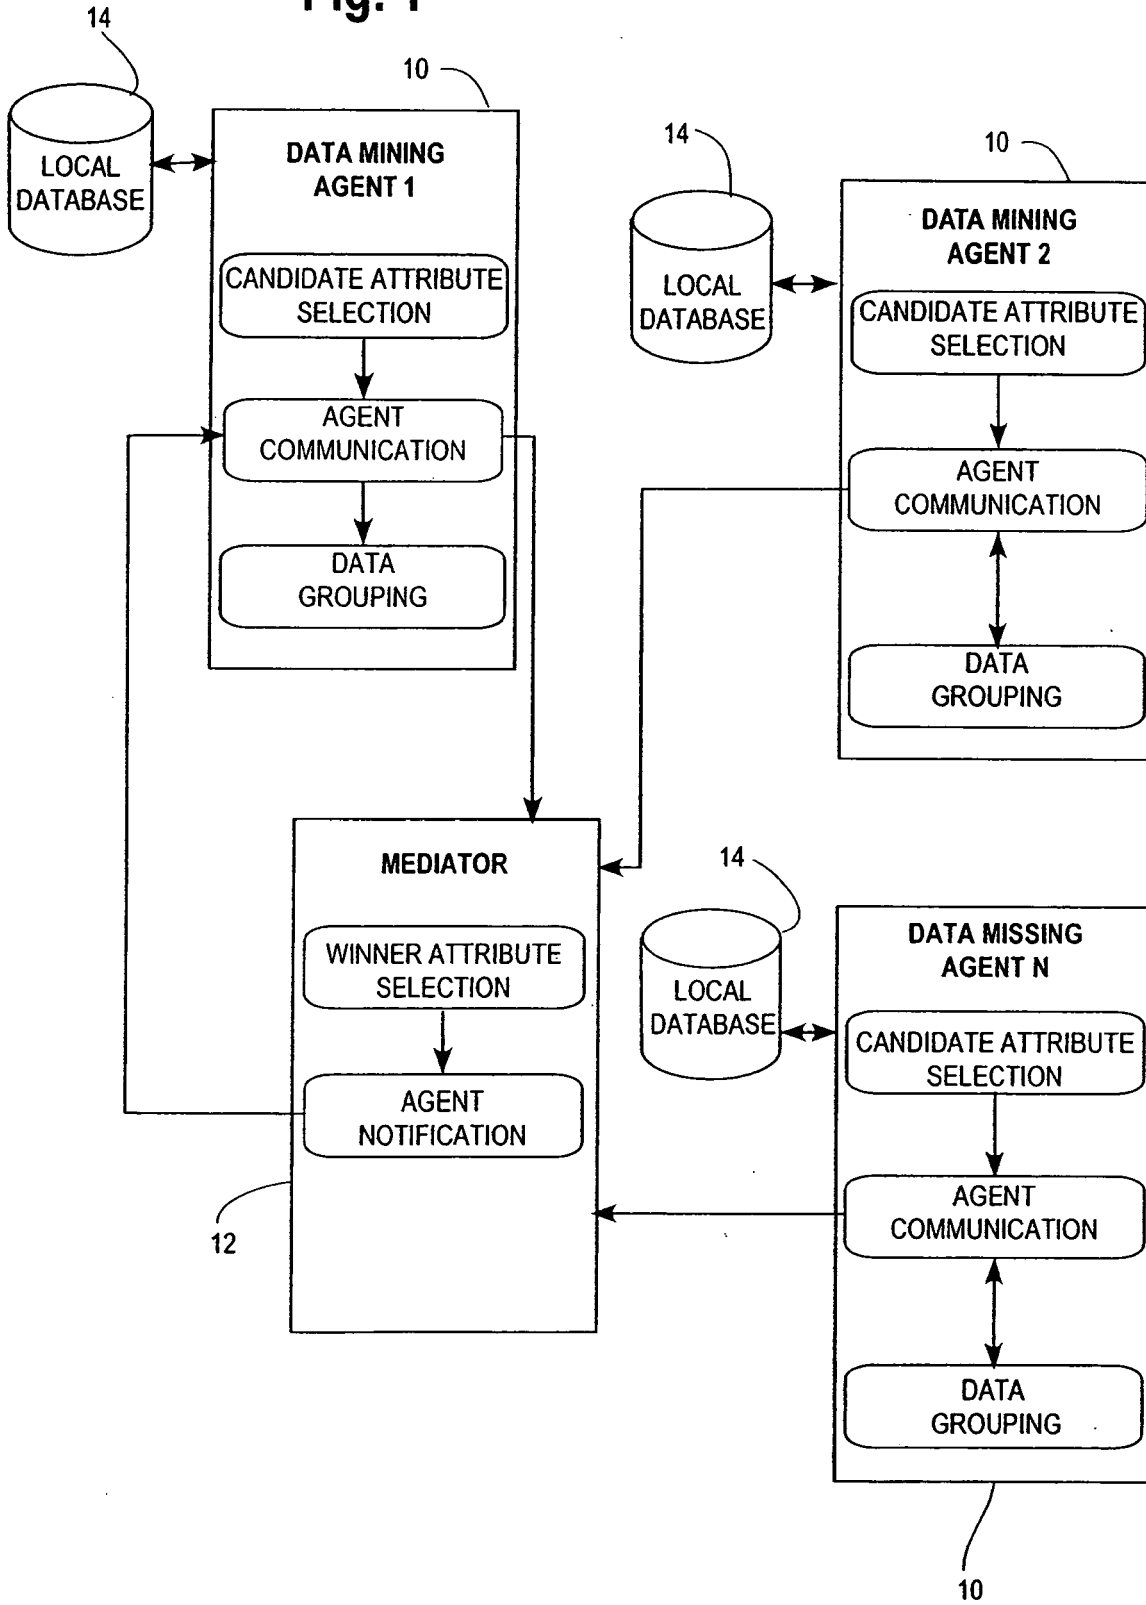 Fig. 1
14
LOCAL
DATABASE
10
DATA MINING
AGENT 1
CANDIDATE ATTRIBUTE
SELECTION
AGENT
COMMUNICATION
DATA
GROUPING
14
LOCAL
DATABASE
10
DATA MINING
AGENT 2
CANDIDATE ATTRIBUTE
SELECTION
AGENT
COMMUNICATION
DATA
GROUPING
MEDIATOR
WINNER ATTRIBUTE
SELECTION
AGENT
NOTIFICATION
12
14
LOCAL
DATABASE
DATA MISSING
AGENT N
CANDIDATE ATTRIBUTE
SELECTION
AGENT
COMMUNICATION
DATA
GROUPING
10